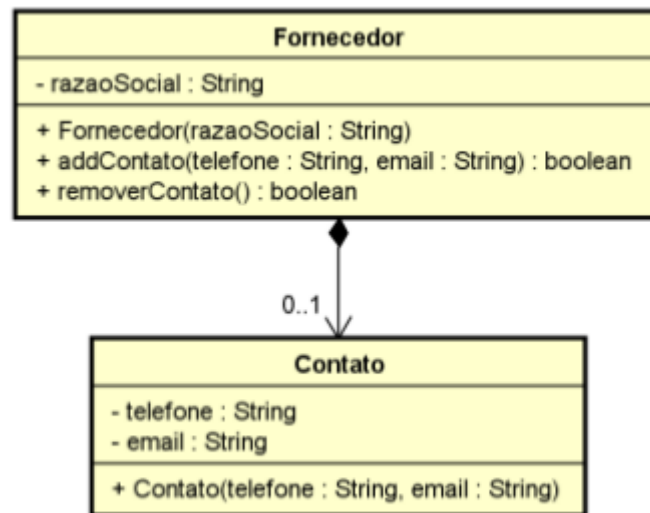 Fornecedor
- razaoSocial : String
+ Fornecedor(razaoSocial : String)
+ addContato(telefone : String, email : String) : boolean
+ removerContato() : boolean
0..1
Contato
- telefone : String
- email : String
+ Contato(telefone : String, email : String)